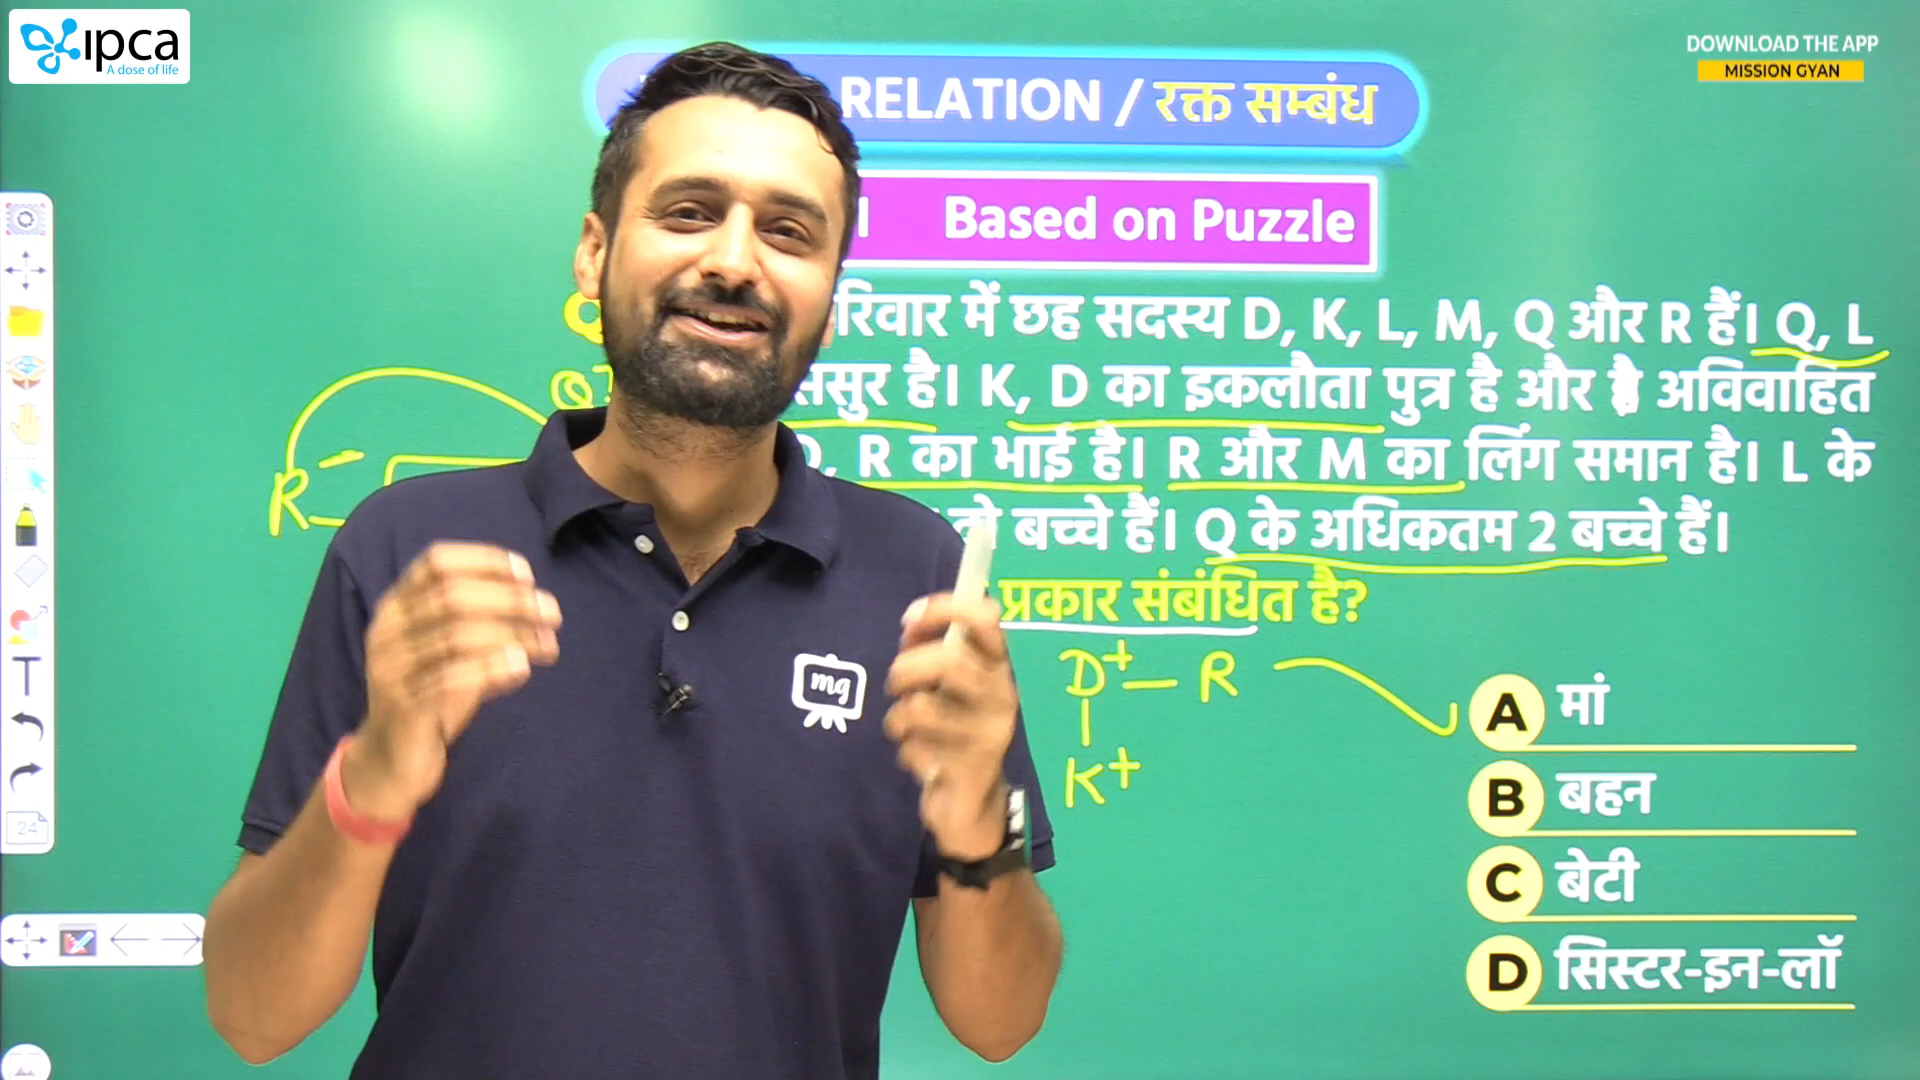 ipca
A dose of life
DOWNLOAD THE APP
MISSION GYAN
RELATION / रक्त सम्बंध
Based on Puzzle
में छह सदस्य D, K, L, M, Q और R हैं। Q, L
ससुर है। K, D का इकलौता पुत्र है और अविवाहित
R का भाई है। R और M का लिंग समान है। L के
बच्चे हैं। Q के अधिकतम 2 बच्चे हैं।
प्रकार संबंधित है?
R -
D+ - R
K+
mg
A मां
B बहन
C बेटी
D सिस्टर-इन-लॉ
T
24